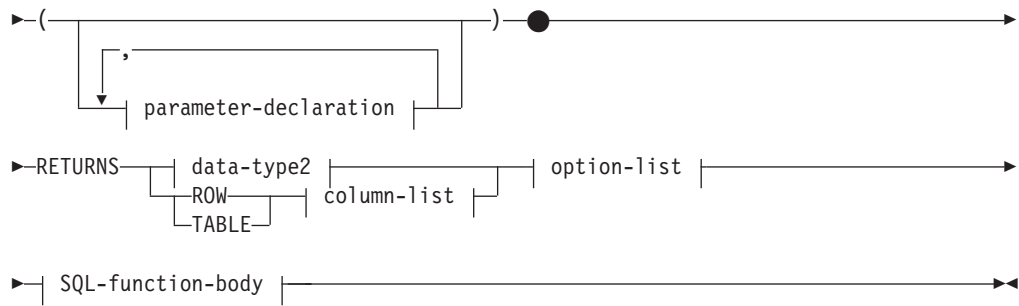 ( )
,
parameter-declaration
RETURNS data-type2 option-list
ROW column-list
TABLE
SQL-function-body